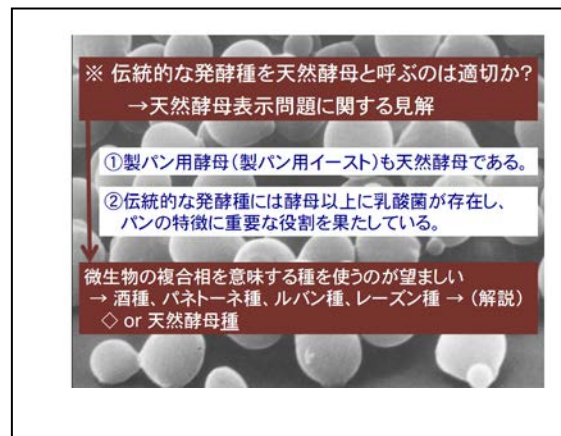 ※ 伝統的な発酵種を天然酵母と呼ぶのは適切か?
→天然酵母表示問題に関する見解
①製パン用酵母(製パン用イースト)も天然酵母である。
②伝統的な発酵種には酵母以上に乳酸菌が存在し、
パンの特徴に重要な役割を果たしている。
微生物の複合相を意味する種を使うのが望ましい
→ 酒種、パネトーネ種、ルバン種、レーズン種 → (解説)
◇ or 天然酵母種